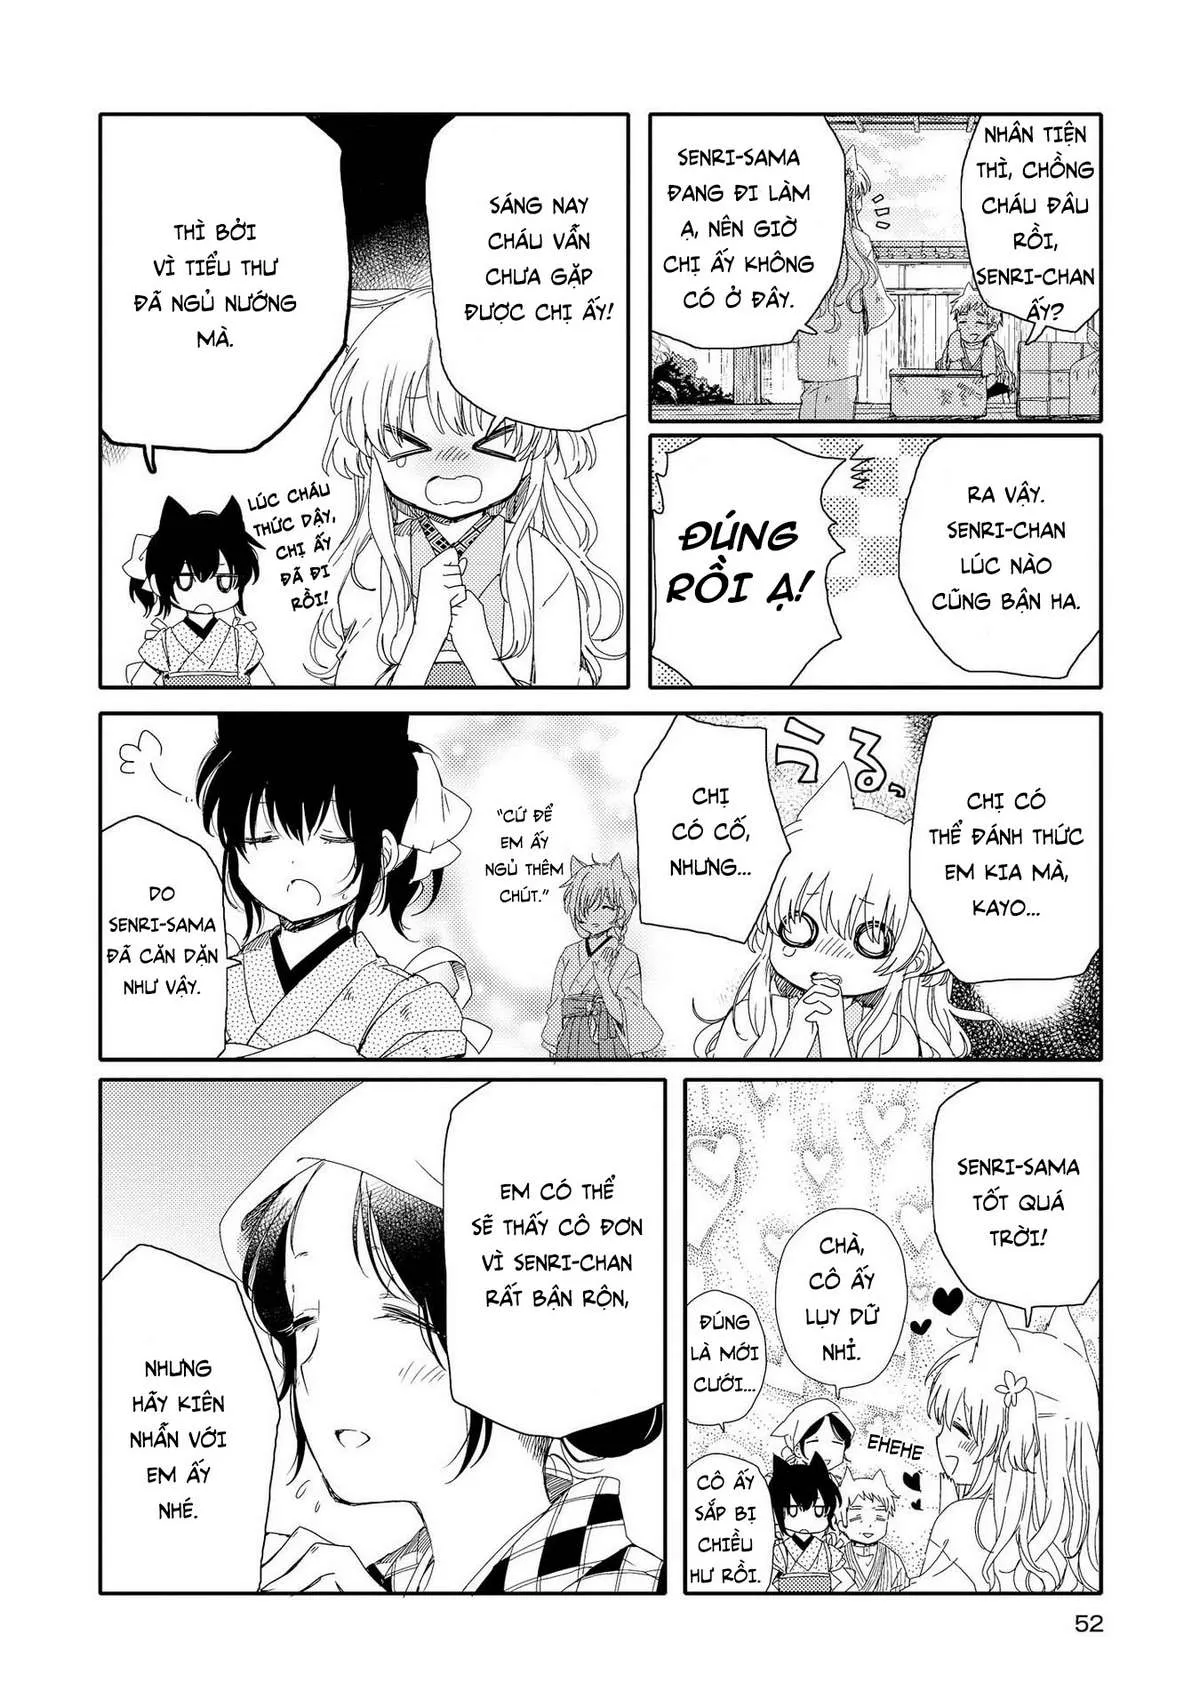 NHÂN TIỆN
THÌ, CHỒNG
CHÁU ĐÂU
RỒI,
SENRI-CHAN
ẤY?
SENRI-SAMA
ĐANG ĐI LÀM
Ạ, NÊN GIỜ
CHỊ ẤY KHÔNG
CÓ Ở ĐÂY.
RA VẬY.
SENRI-CHAN
LÚC NÀO
CŨNG BẬN HA.
ĐÚNG
RỒI Ạ!
SÁNG NAY
CHÁU VẪN
CHƯA GẶP
ĐƯỢC CHỊ ẤY!
LÚC CHÁU
THỨC DẬY,
CHỊ ẤY
ĐÃ ĐI
RỒI!
THÌ BỞI
VÌ TIỂU THƯ
ĐÃ NGỦ NƯỚNG
MÀ.
CHỊ CÓ
THỂ ĐÁNH THỨC
EM KIA MÀ,
KAYO...
うる、
CHỊ
CÓ CỐ,
NHƯNG...
“CỨ ĐỂ
EM ẤY
NGỦ THÊM
CHÚT.”
DO
SENRI-SAMA
ĐÃ CĂN DẶN
NHƯ VẬY.
SENRI-SAMA
TỐT QUÁ
TRỜI!
CHÀ,
CÔ ẤY
LỤY DỮ
NHỈ.
ĐÚNG
LÀ MỚI
CƯỚI...
EHEHE
CÔ ẤY
SẮP BỊ
CHIỀU
HƯ RỒI.
EM CÓ THỂ
SẼ THẤY CÔ ĐƠN
VÌ SENRI-CHAN
RẤT BẬN RỘN,
NHƯNG
HÃY KIÊN
NHẪN VỚI
EM ẤY
NHÉ.
52